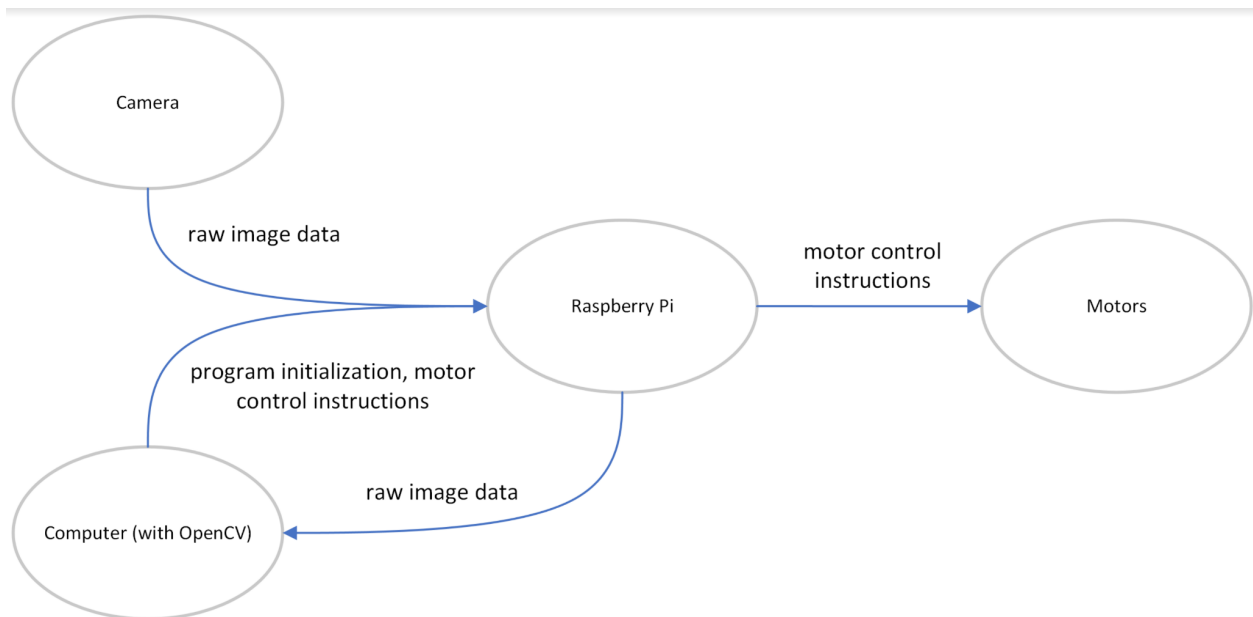 Camera
raw image data
motor control
instructions
Raspberry Pi
Motors
program initialization, motor
control instructions
raw image data
Computer (with OpenCV)